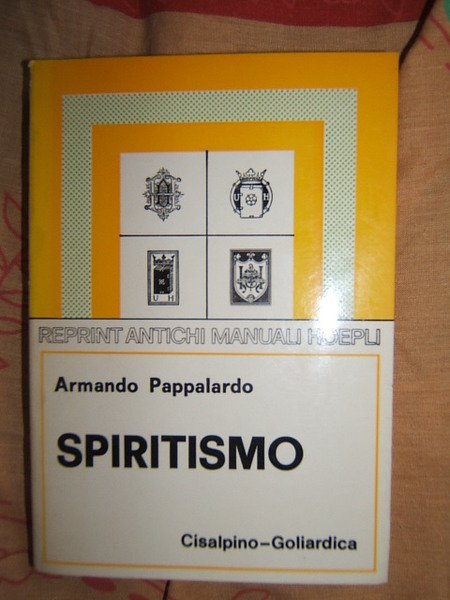 REPRINT ANTICHI MANUALI HOEPLI
Armando Pappalardo
SPIRITISMO
Cisalpino-Goliardica